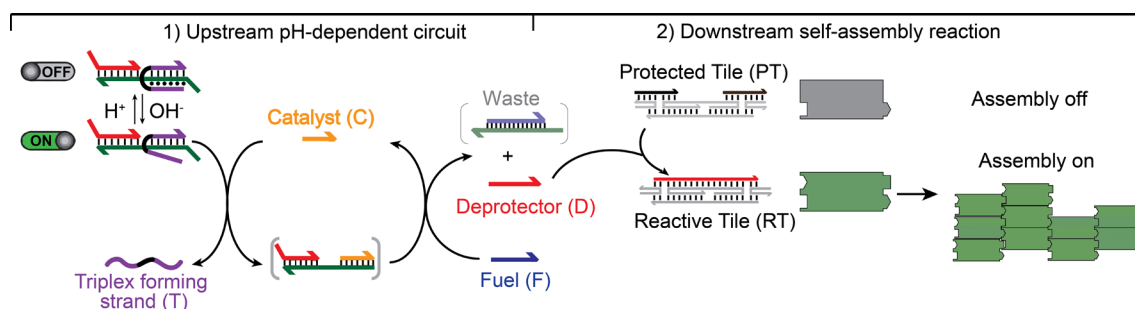 1) Upstream pH-dependent circuit
2) Downstream self-assembly reaction
OFF
H⁺
OH⁻
ON
Catalyst (C)
Waste
+
Deprotector (D)
Fuel (F)
Triplex forming
strand (T)
Protected Tile (PT)
Reactive Tile (RT)
Assembly off
Assembly on